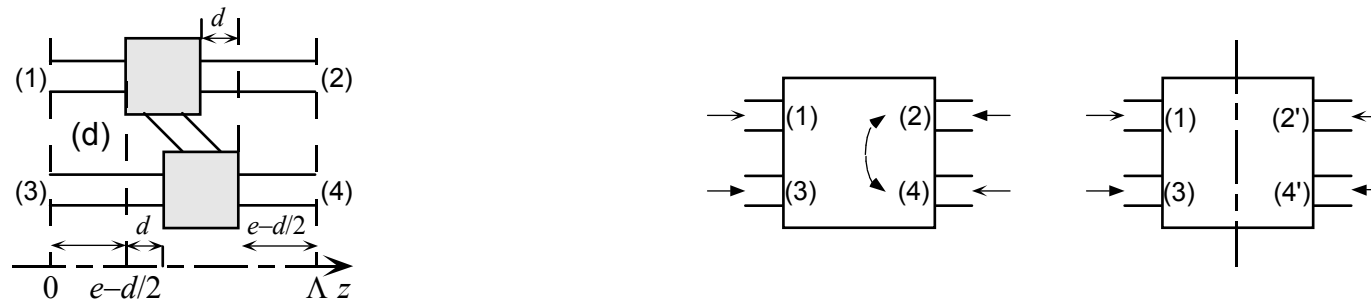 d
(1) (2)
(d)
(3) (4)
d e–d/2
0 e–d/2 Λ z
(1) (2)
(3) (4)
(1) (2')
(3) (4')